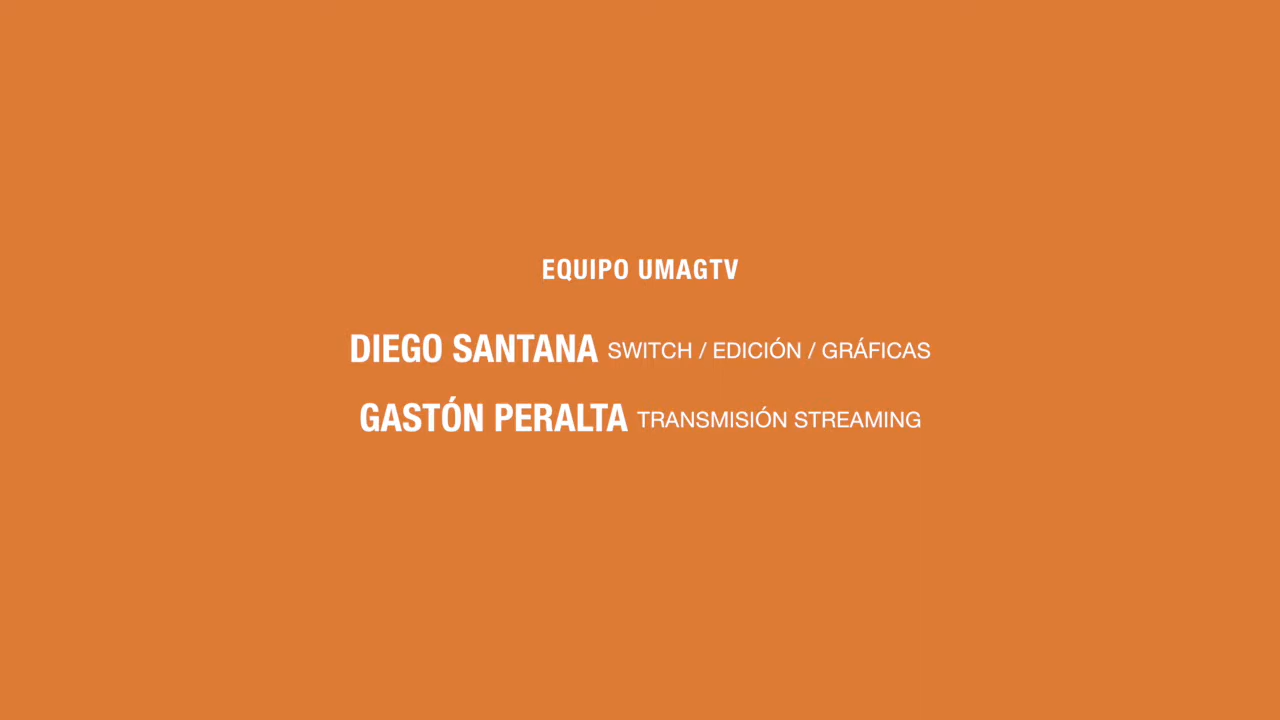 EQUIPO UMAGTV
DIEGO SANTANA SWITCH / EDICIÓN / GRÁFICAS
GASTÓN PERALTA TRANSMISIÓN STREAMING